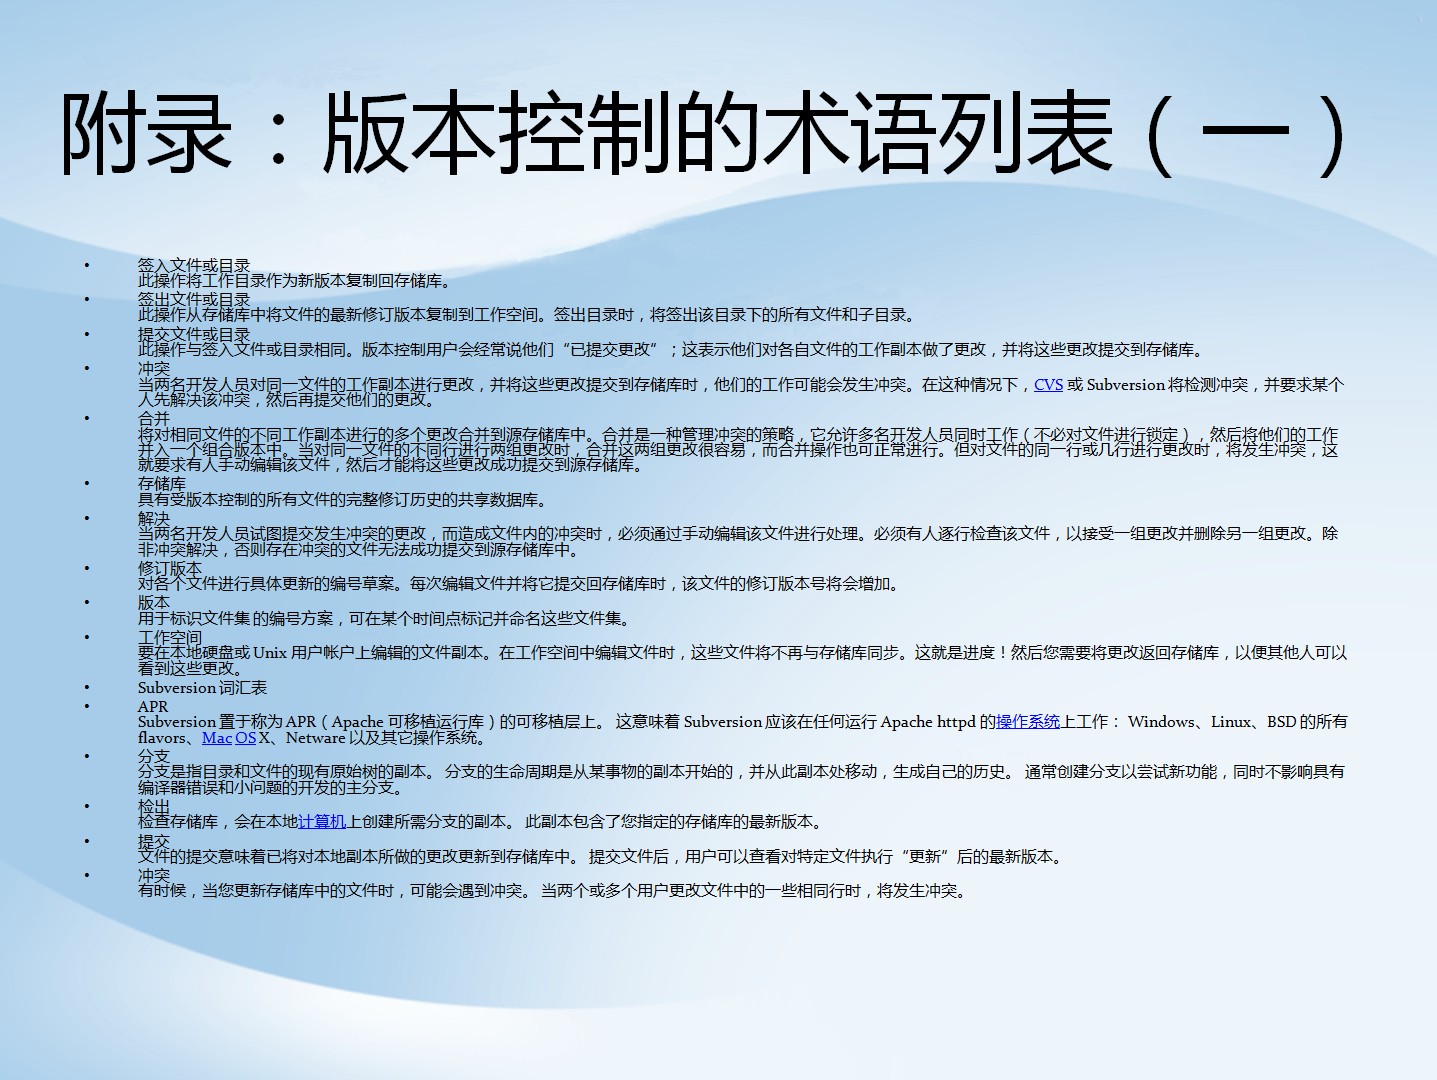 附录：版本控制的术语列表（一）
• 签入文件或目录
此操作将工作目录作为新版本复制回存储库。
• 签出文件或目录
此操作从存储库中将文件的最新修订版本复制到工作空间。签出目录时，将签出该目录下的所有文件和子目录。
• 提交文件或目录
此操作与签入文件或目录相同。版本控制用户会经常说他们“已提交更改”；这表示他们对各自文件的工作副本做了更改，并将这些更改提交到存储库。
• 冲突
当两名开发人员对同一文件的工作副本进行更改，并将这些更改提交到存储库时，他们的工作可能会发生冲突。在这种情况下，CVS 或 Subversion 将检测冲突，并要求某个
人先解决该冲突，然后再提交他们的更改。
• 合并
将对相同文件的不同工作副本进行的多个更改合并到源存储库中。合并是一种管理冲突的策略，它允许多名开发人员同时工作（不必对文件进行锁定），然后将他们的工作
并入一个组合版本中。当对同一文件的不同行进行两组更改时，合并这两组更改很容易，而合并操作也可正常进行。但对文件的同一行或几行进行更改时，将发生冲突，这
就要求有人手动编辑该文件，然后才能将这些更改成功提交到源存储库。
• 存储库
具有受版本控制的所有文件的完整修订历史的共享数据库。
• 解决
当两名开发人员试图提交发生冲突的更改，而造成文件内的冲突时，必须通过手动编辑该文件进行处理。必须有人逐行检查该文件，以接受一组更改并删除另一组更改。除
非冲突解决，否则存在冲突的文件无法成功提交到源存储库中。
• 修订版本
对各个文件进行具体更新的编号草案。每次编辑文件并将它提交回存储库时，该文件的修订版本号将会增加。
• 版本
用于标识文件集 的编号方案，可在某个时间点标记并命名这些文件集。
• 工作空间
要在本地硬盘或 Unix 用户帐户上编辑的文件副本。在工作空间中编辑文件时，这些文件将不再与存储库同步。这就是进度！然后您需要将更改返回存储库，以便其他人可以
看到这些更改。
• Subversion 词汇表
• APR
Subversion 置于称为 APR（Apache 可移植运行库）的可移植层上。 这意味着 Subversion 应该在任何运行 Apache httpd 的操作系统上工作： Windows、Linux、BSD 的所有
flavors、Mac OS X、Netware 以及其它操作系统。
• 分支
分支是指目录和文件的现有原始树的副本。 分支的生命周期是从某事物的副本开始的，并从此副本处移动，生成自己的历史。 通常创建分支以尝试新功能，同时不影响具有
编译器错误和小问题的开发的主分支。
• 检出
检查存储库，会在本地计算机上创建所需分支的副本。 此副本包含了您指定的存储库的最新版本。
• 提交
文件的提交意味着已将对本地副本所做的更改更新到存储库中。 提交文件后，用户可以查看对特定文件执行“更新”后的最新版本。
• 冲突
有时候，当您更新存储库中的文件时，可能会遇到冲突。 当两个或多个用户更改文件中的一些相同行时，将发生冲突。